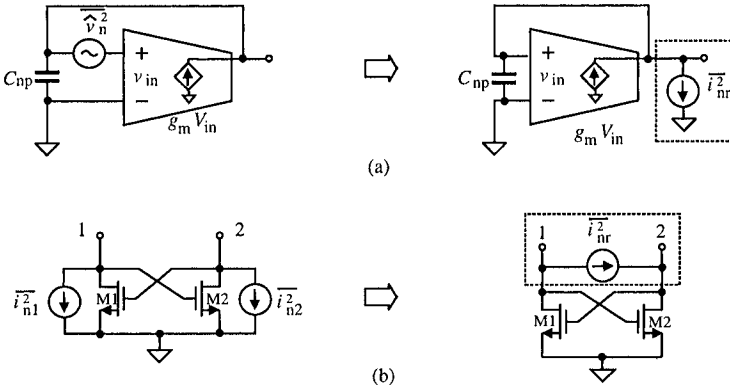 v̂²n
+
Cnp
vin
−
gm Vin
+
Cnp
vin
−
i²nr
gm Vin
(a)
1 2
i²n1
M1
M2
i²n2
1 i²nr 2
M1
M2
(b)